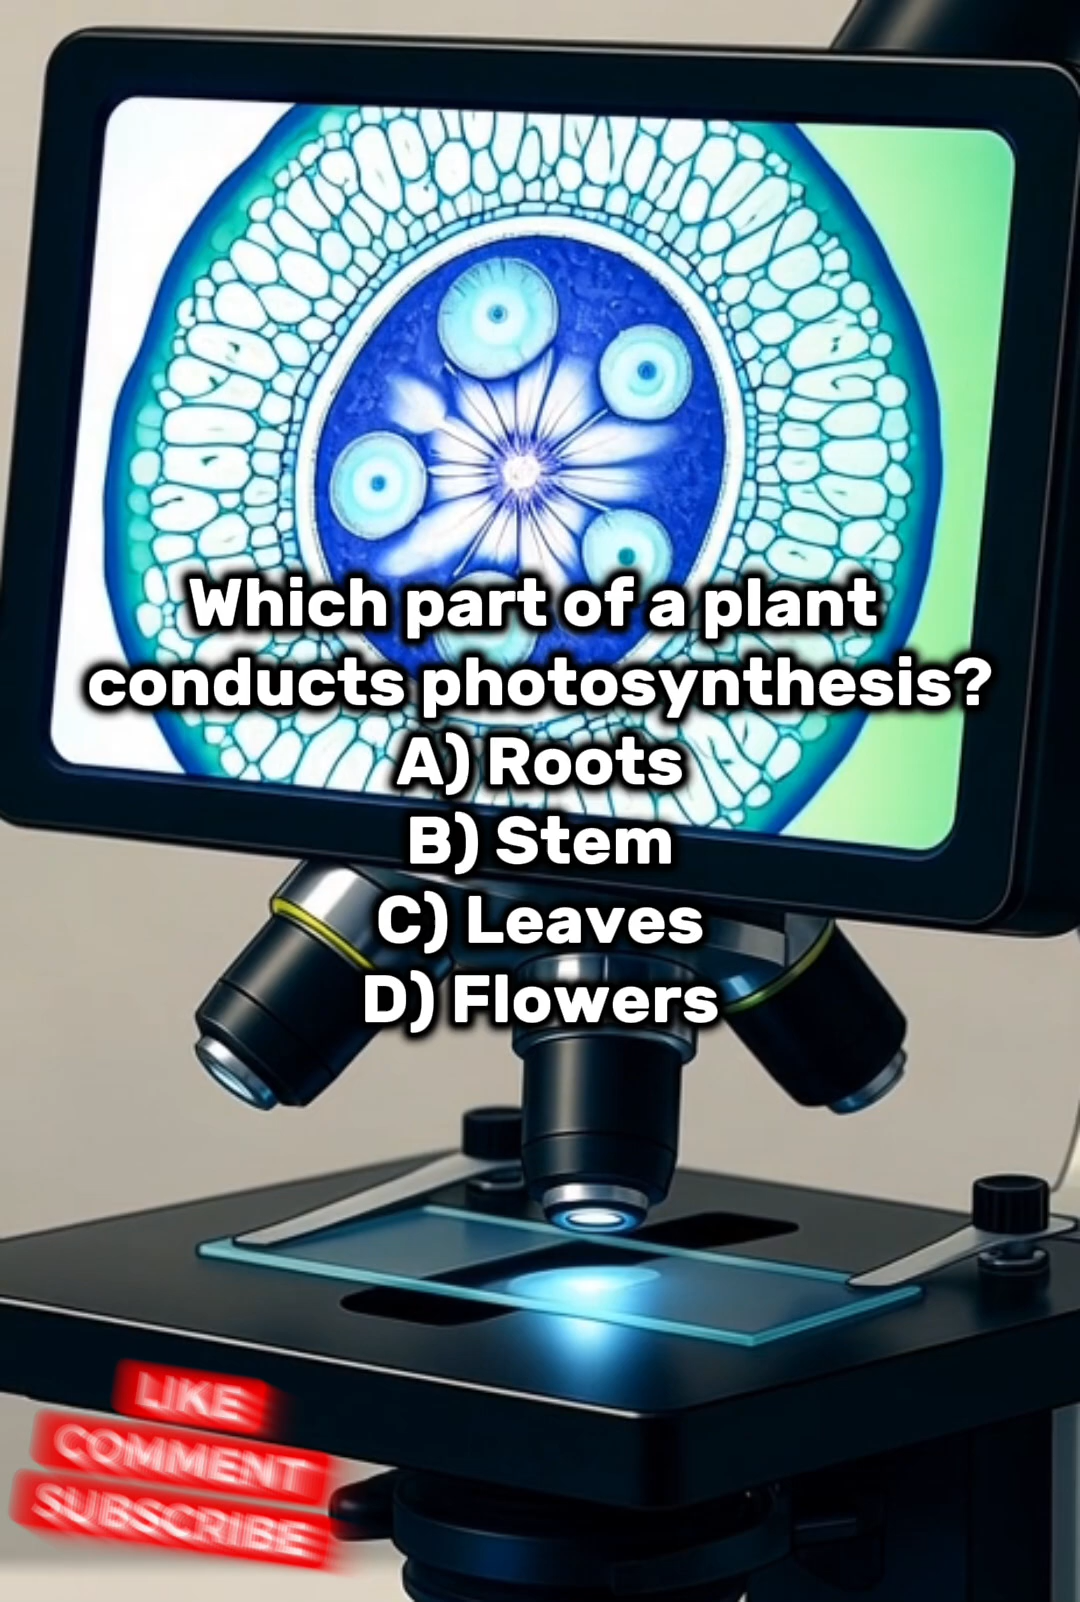 Which part of a plant
conducts photosynthesis?
A) Roots
B) Stem
C) Leaves
D) Flowers
LIKE
COMMENT
SUBSCRIBE